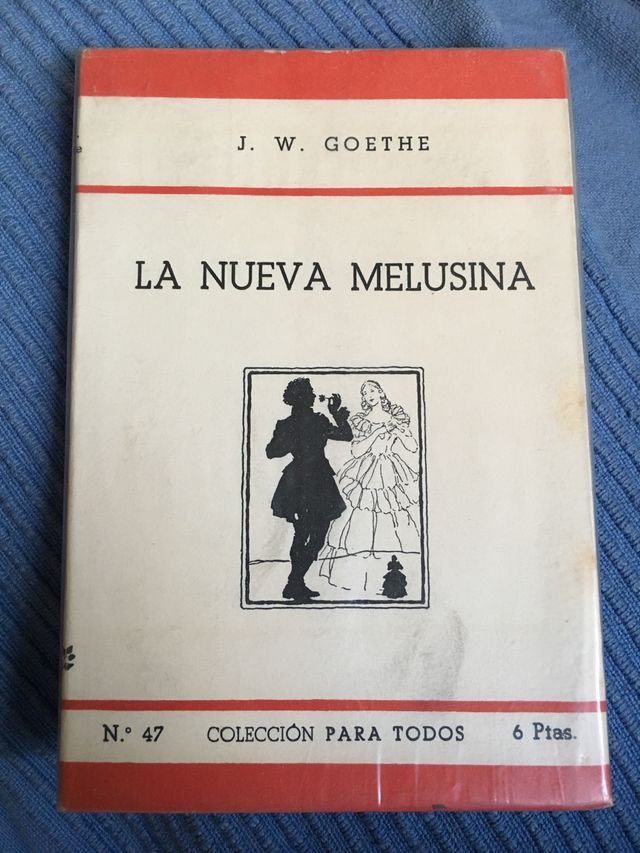 J. W. GOETHE
LA NUEVA MELUSINA
N.º 47 COLECCIÓN PARA TODOS 6 Ptas.